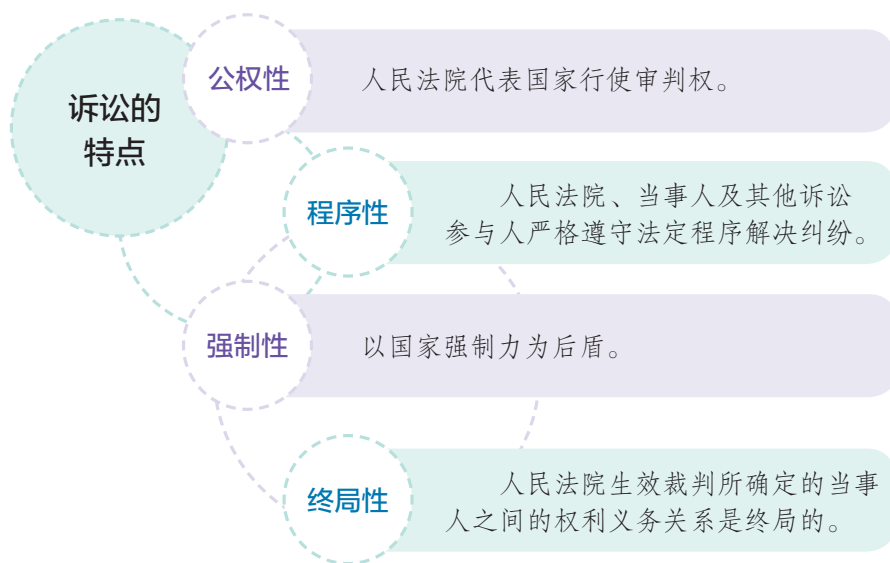 诉讼的
特点
公权性
人民法院代表国家行使审判权。
程序性
人民法院、当事人及其他诉讼
参与人严格遵守法定程序解决纠纷。
强制性
以国家强制力为后盾。
终局性
人民法院生效裁判所确定的当事
人之间的权利义务关系是终局的。